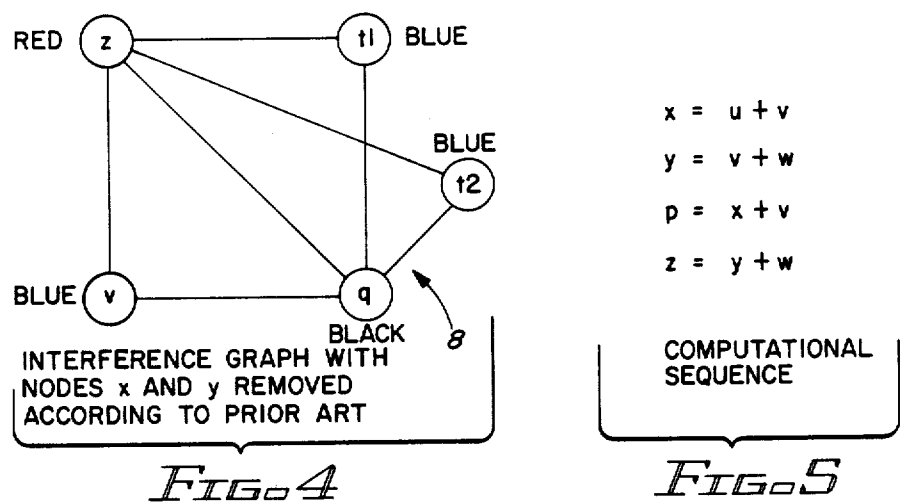 RED z t1 BLUE
BLUE
t2
BLUE v q
BLACK 8
INTERFERENCE GRAPH WITH
NODES x AND y REMOVED
ACCORDING TO PRIOR ART
FIG. 4
x = u + v
y = v + w
p = x + v
z = y + w
COMPUTATIONAL
SEQUENCE
FIG. 5